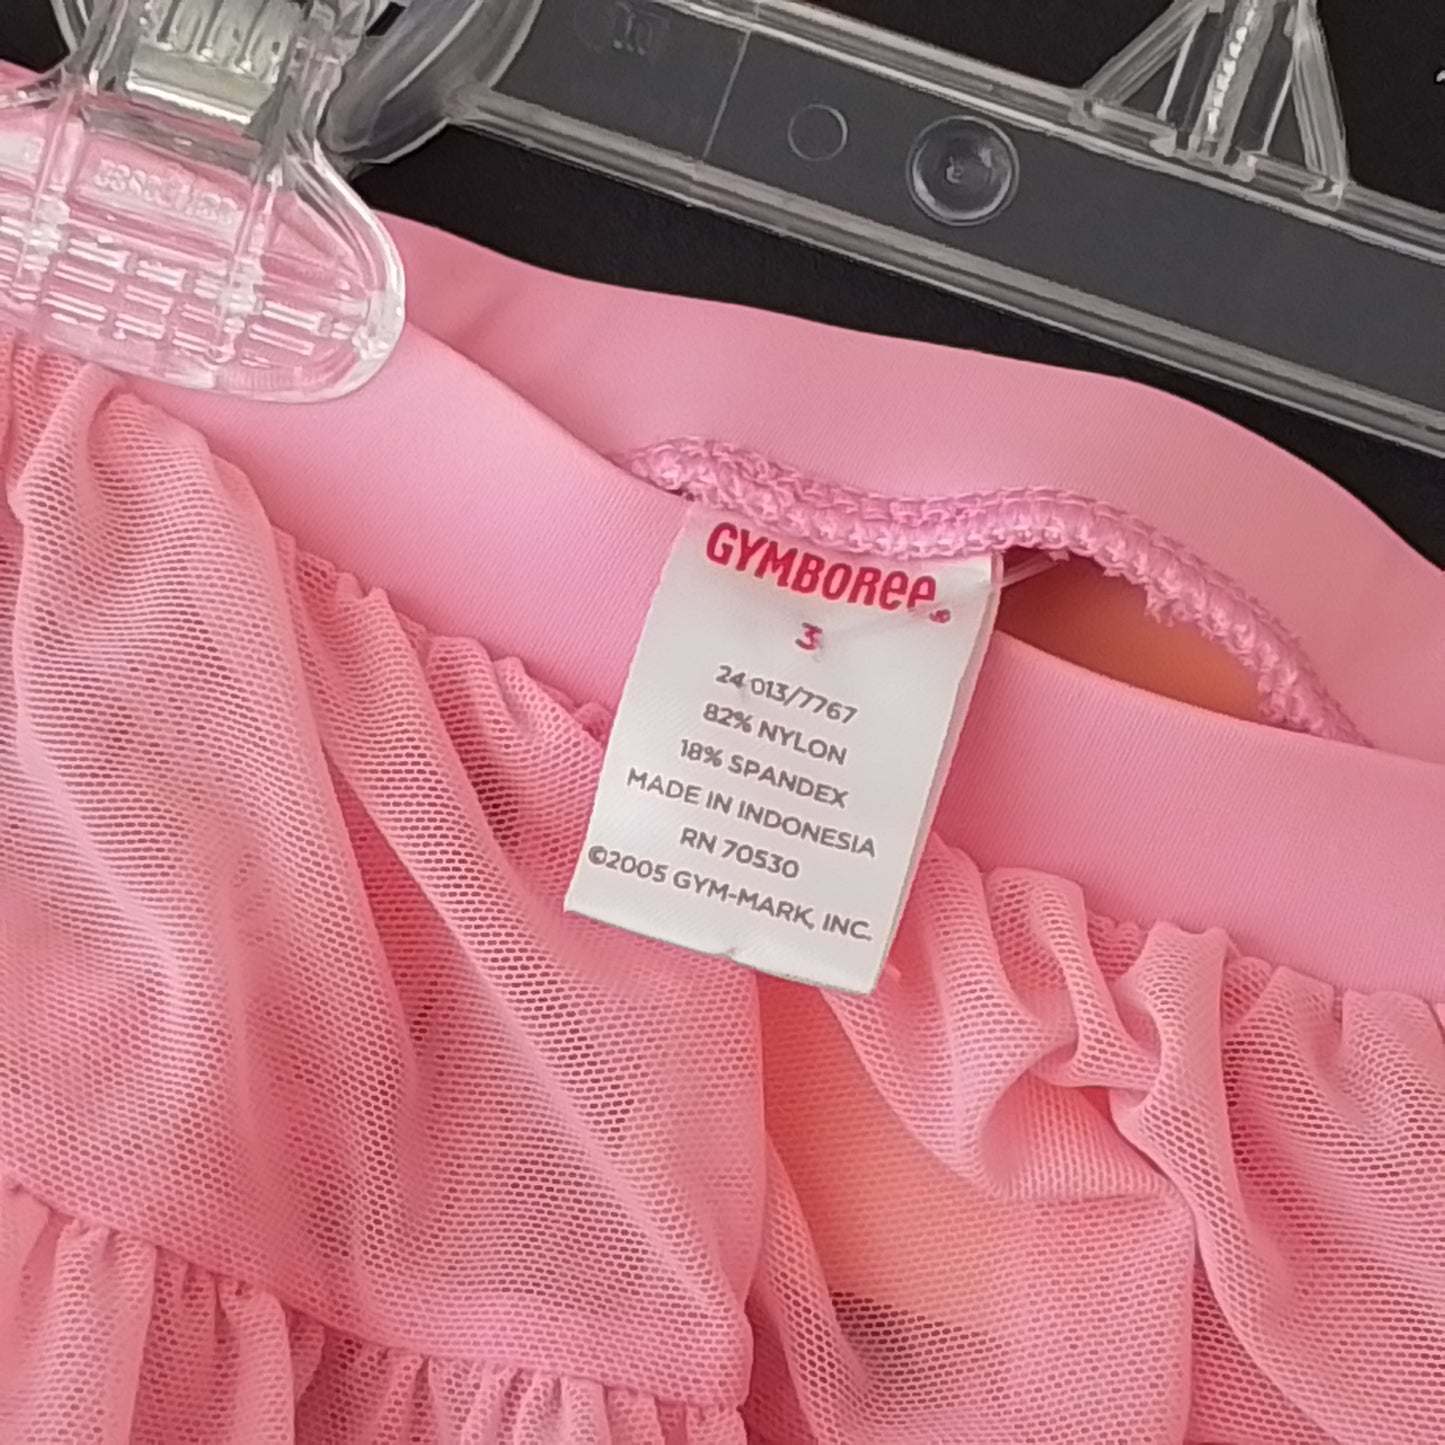 GYMBOREE®
3
24 013/7767
82% NYLON
18% SPANDEX
MADE IN INDONESIA
RN 70530
©2005 GYM-MARK, INC.